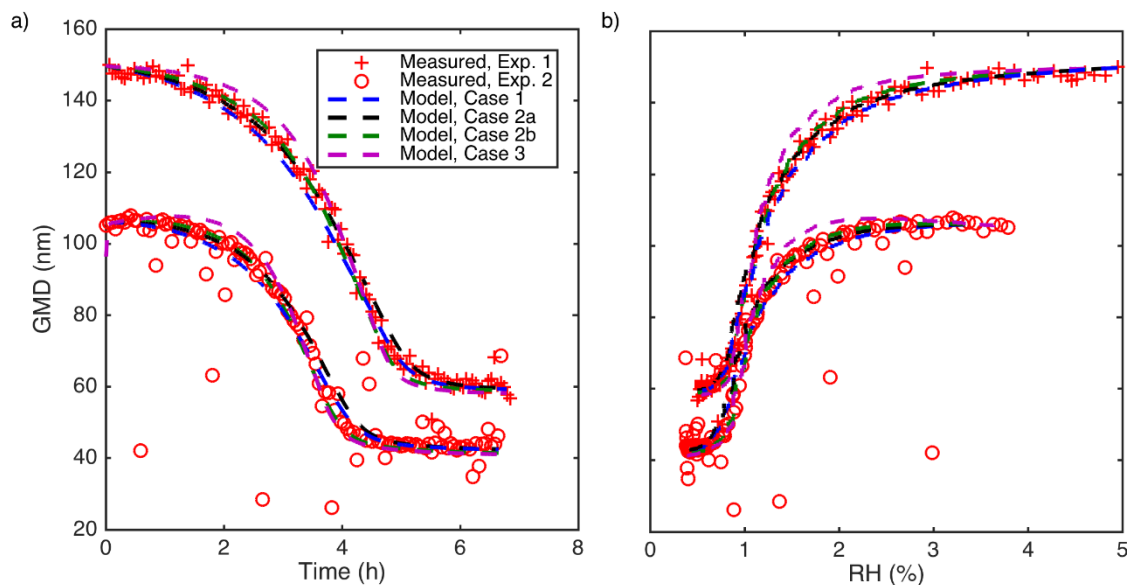 a)
160
140
120
100
80
60
40
20
GMD (nm)
0
2
4
6
8
Time (h)
Measured, Exp. 1
Measured, Exp. 2
Model, Case 1
Model, Case 2a
Model, Case 2b
Model, Case 3
b)
0
1
2
3
4
5
RH (%)